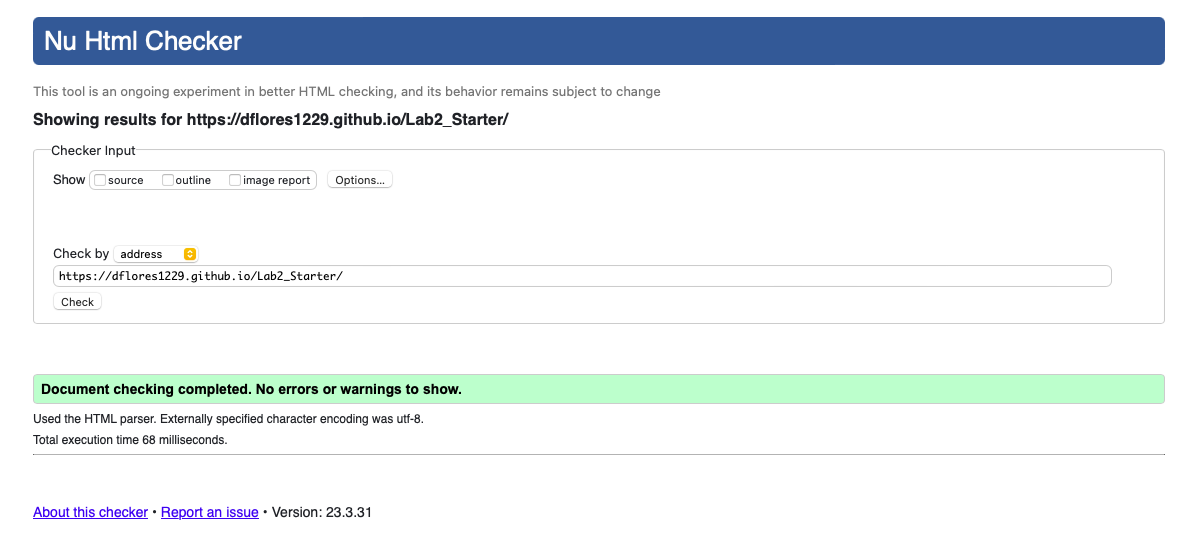 Nu Html Checker
This tool is an ongoing experiment in better HTML checking, and its behavior remains subject to change
Showing results for https://dflores1229.github.io/Lab2_Starter/
Checker Input
Show source outline image report Options...
Check by address
https://dflores1229.github.io/Lab2_Starter/
Check
Document checking completed. No errors or warnings to show.
Used the HTML parser. Externally specified character encoding was utf-8.
Total execution time 68 milliseconds.
About this checker • Report an issue • Version: 23.3.31